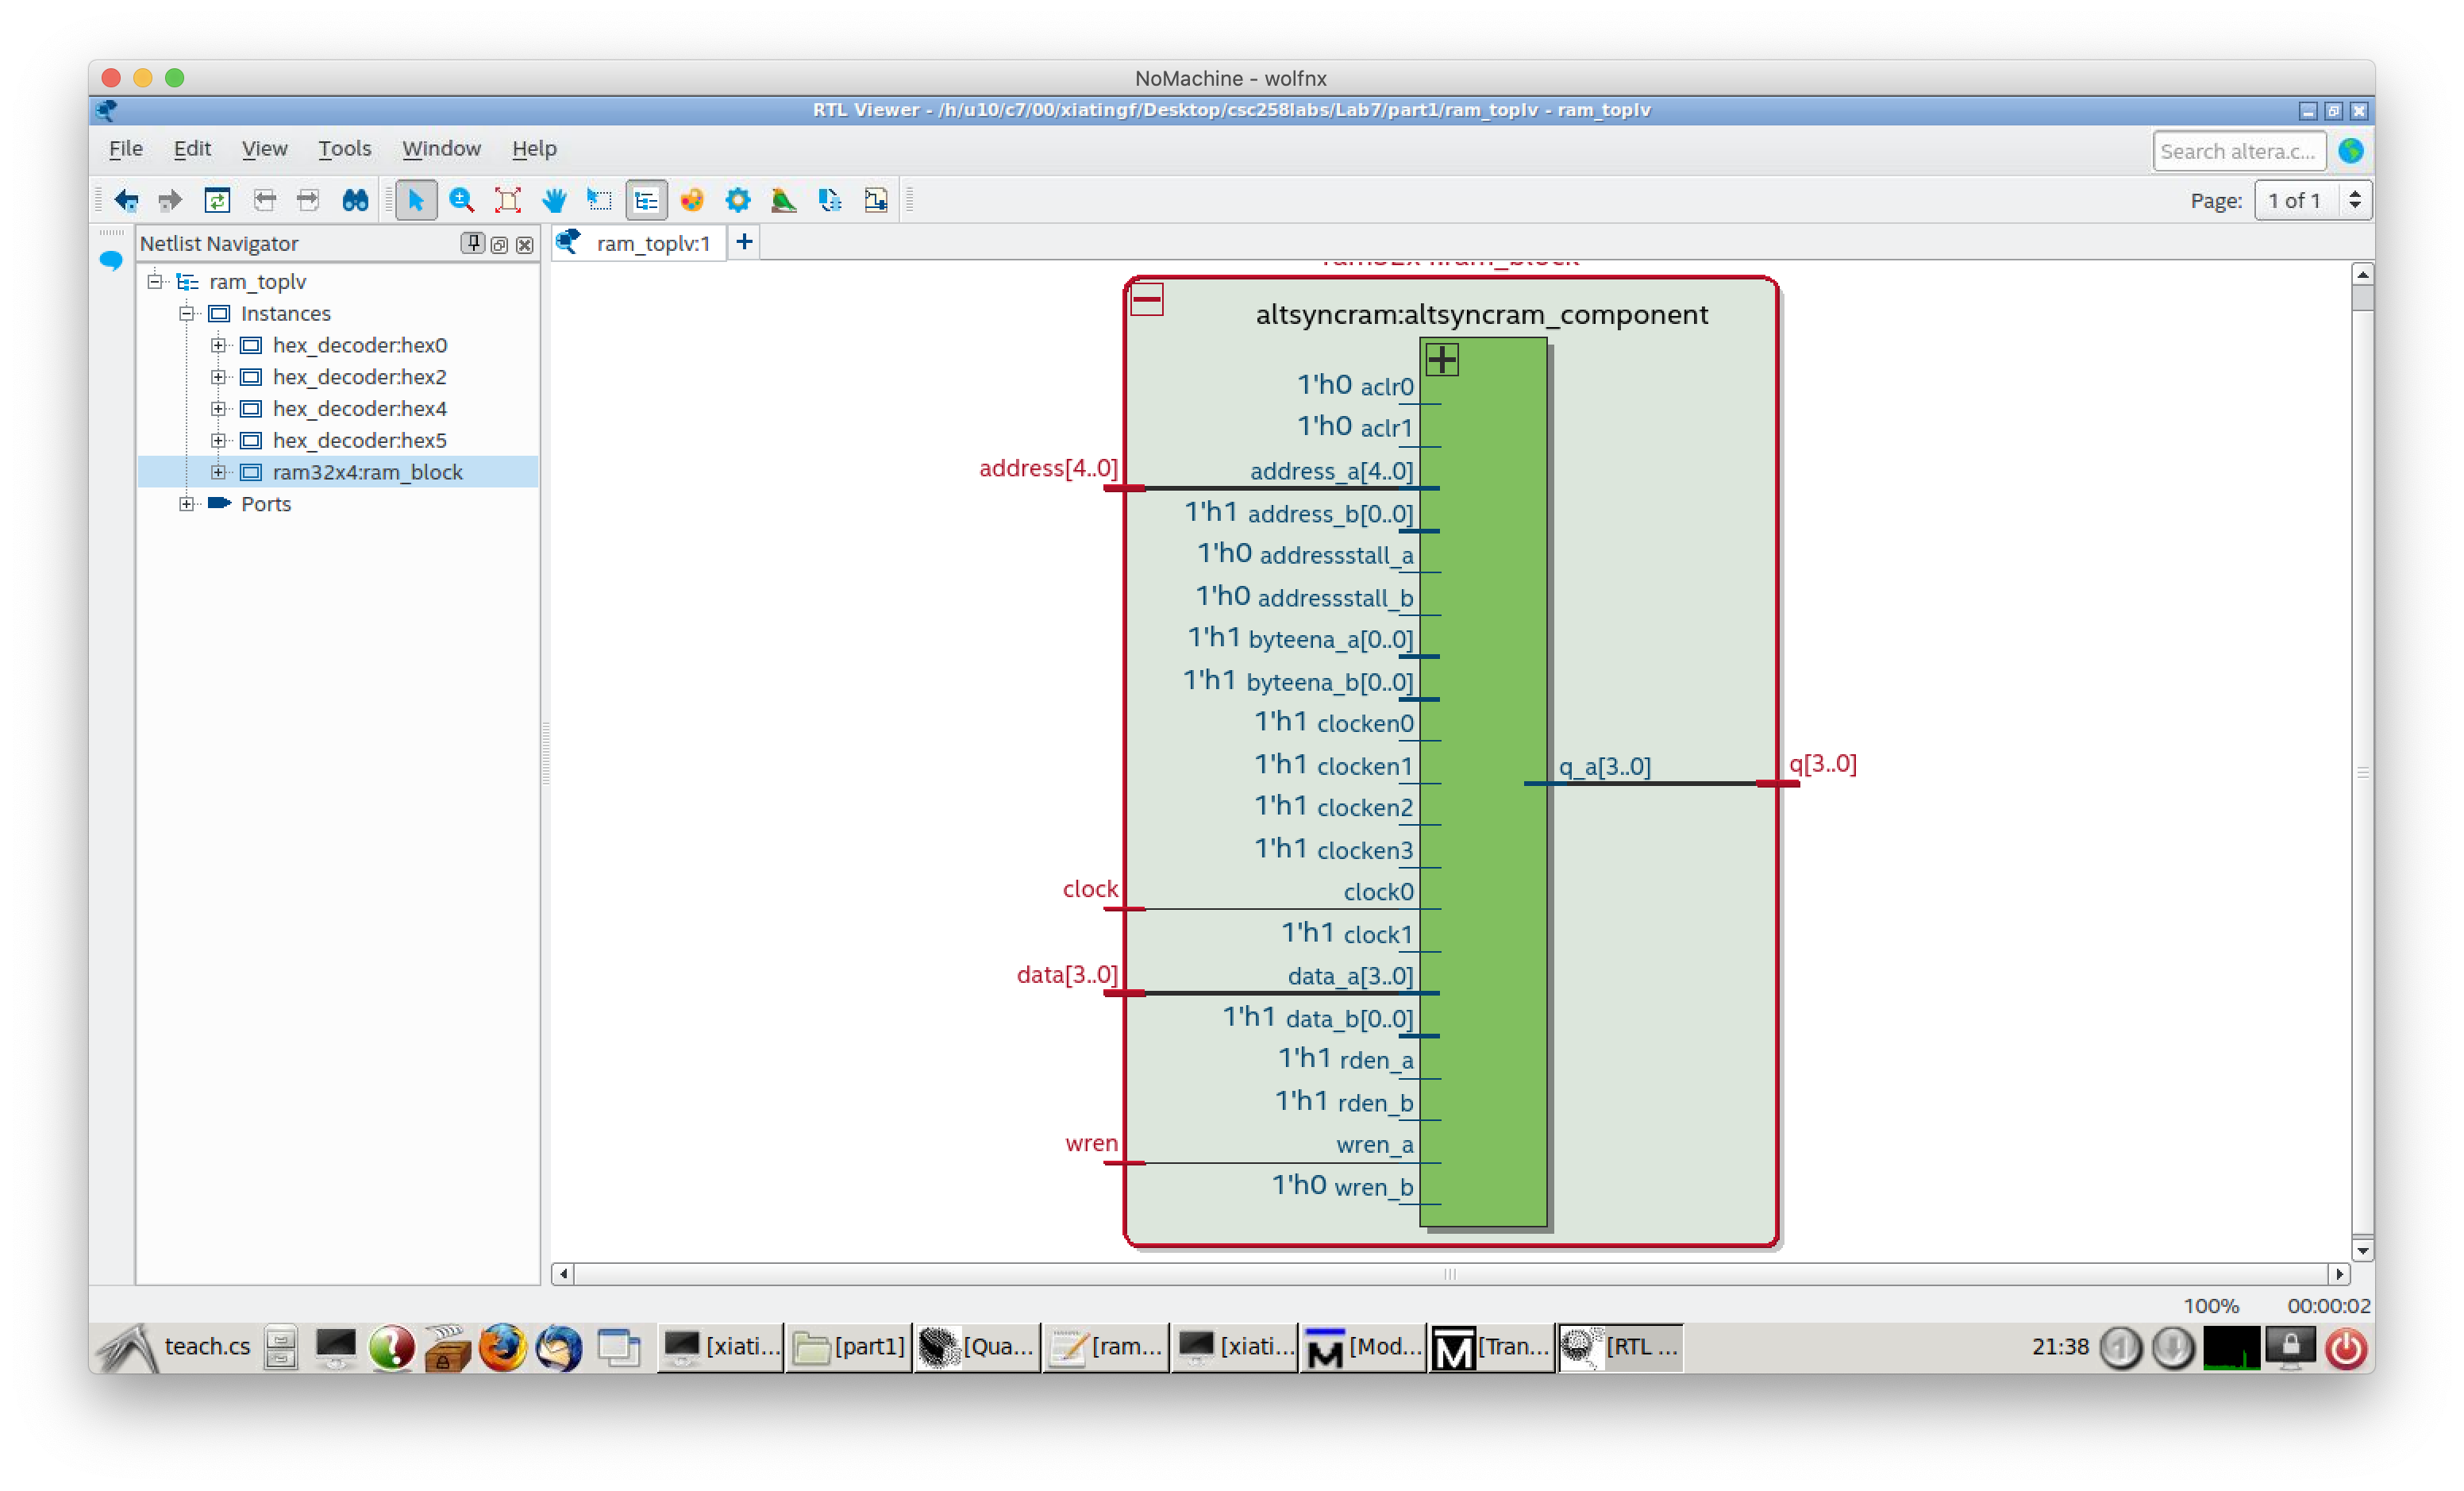 NoMachine - wolfnx
RTL Viewer - /h/u10/c7/00/xiatingf/Desktop/csc258labs/Lab7/part1/ram_toplv - ram_toplv
File Edit View Tools Window Help
Search altera.c...
Page: 1 of 1
Netlist Navigator
ram_toplv:1
ram_toplv
Instances
hex_decoder:hex0
hex_decoder:hex2
hex_decoder:hex4
hex_decoder:hex5
ram32x4:ram_block
Ports
altsyncram:altsyncram_component
1'h0 aclr0
1'h0 aclr1
address[4..0] address_a[4..0]
1'h1 address_b[0..0]
1'h0 addressstall_a
1'h0 addressstall_b
1'h1 byteena_a[0..0]
1'h1 byteena_b[0..0]
1'h1 clocken0
1'h1 clocken1
q_a[3..0] q[3..0]
1'h1 clocken2
1'h1 clocken3
clock clock0
1'h1 clock1
data[3..0] data_a[3..0]
1'h1 data_b[0..0]
1'h1 rden_a
1'h1 rden_b
wren wren_a
1'h0 wren_b
100% 00:00:02
teach.cs [xiati... [part1] [Qua... [ram... [xiati... [Mod... [Tran... [RTL ... 21:38